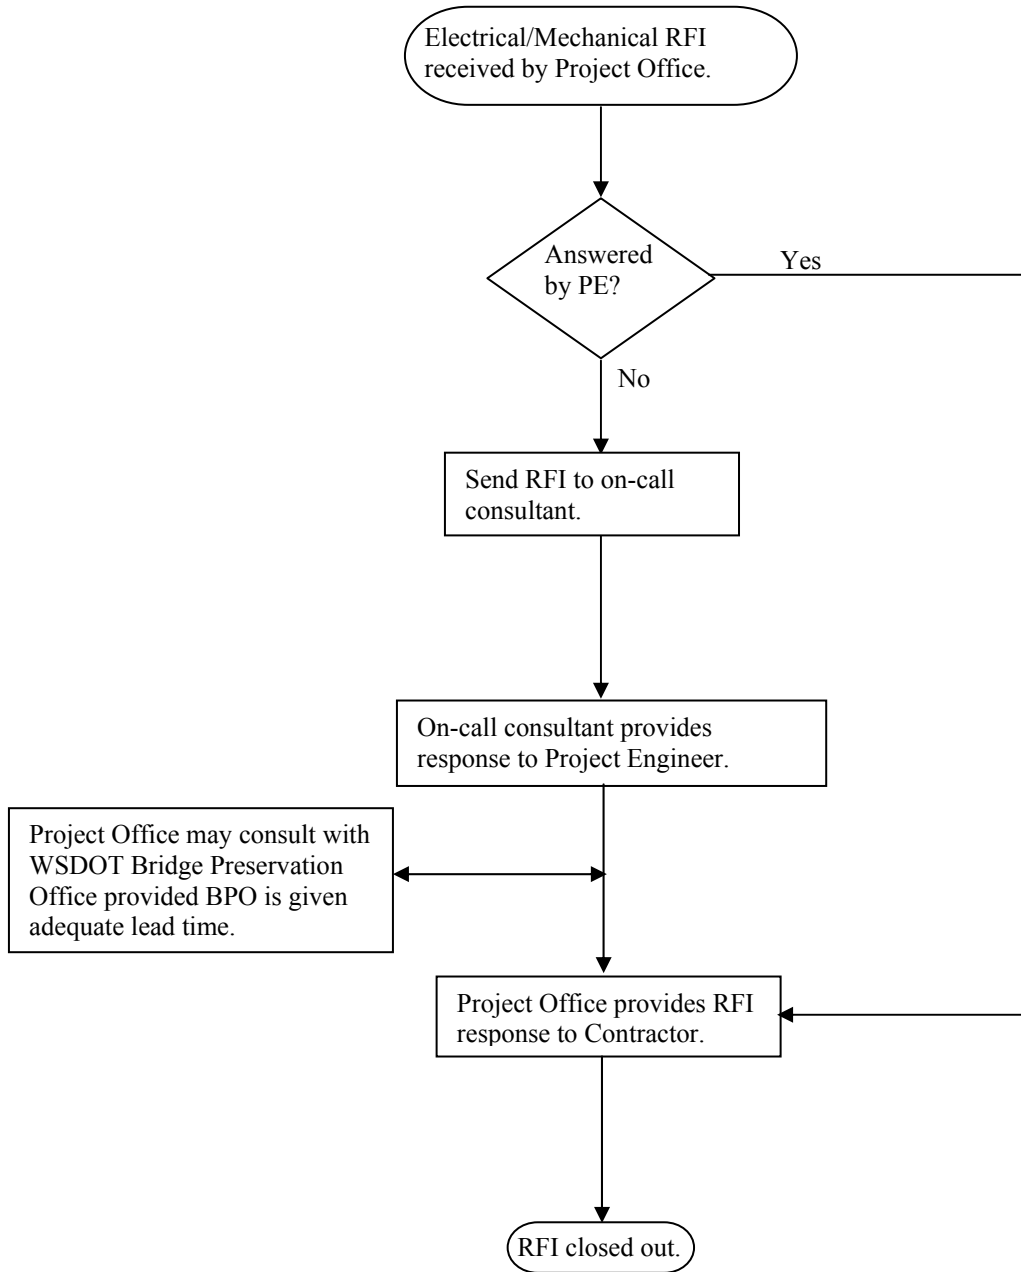 Electrical/Mechanical RFI
received by Project Office.
Answered
by PE?
Yes
No
Send RFI to on-call
consultant.
On-call consultant provides
response to Project Engineer.
Project Office may consult with
WSDOT Bridge Preservation
Office provided BPO is given
adequate lead time.
Project Office provides RFI
response to Contractor.
RFI closed out.